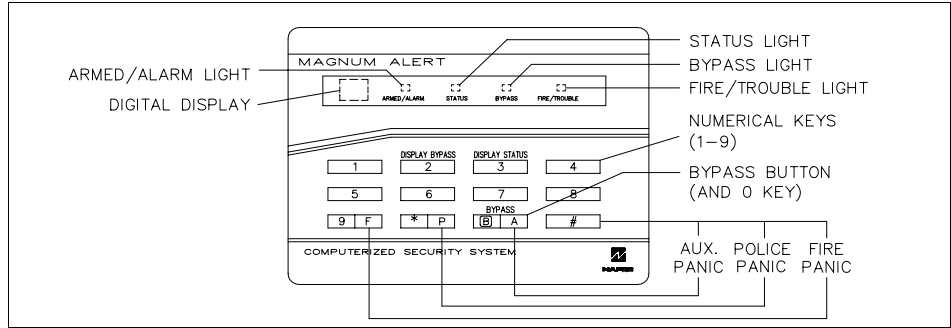 MAGNUM ALERT
ARMED/ALARM LIGHT
DIGITAL DISPLAY
STATUS LIGHT
BYPASS LIGHT
FIRE/TROUBLE LIGHT
ARMED/ALARM STATUS BYPASS FIRE/TROUBLE
NUMERICAL KEYS
(1-9)
DISPLAY BYPASS DISPLAY STATUS
1 2 3 4
BYPASS BUTTON
(AND 0 KEY)
5 6 7 8
BYPASS
9 F * P B A #
COMPUTERIZED SECURITY SYSTEM
NAPCO
AUX. POLICE FIRE
PANIC PANIC PANIC